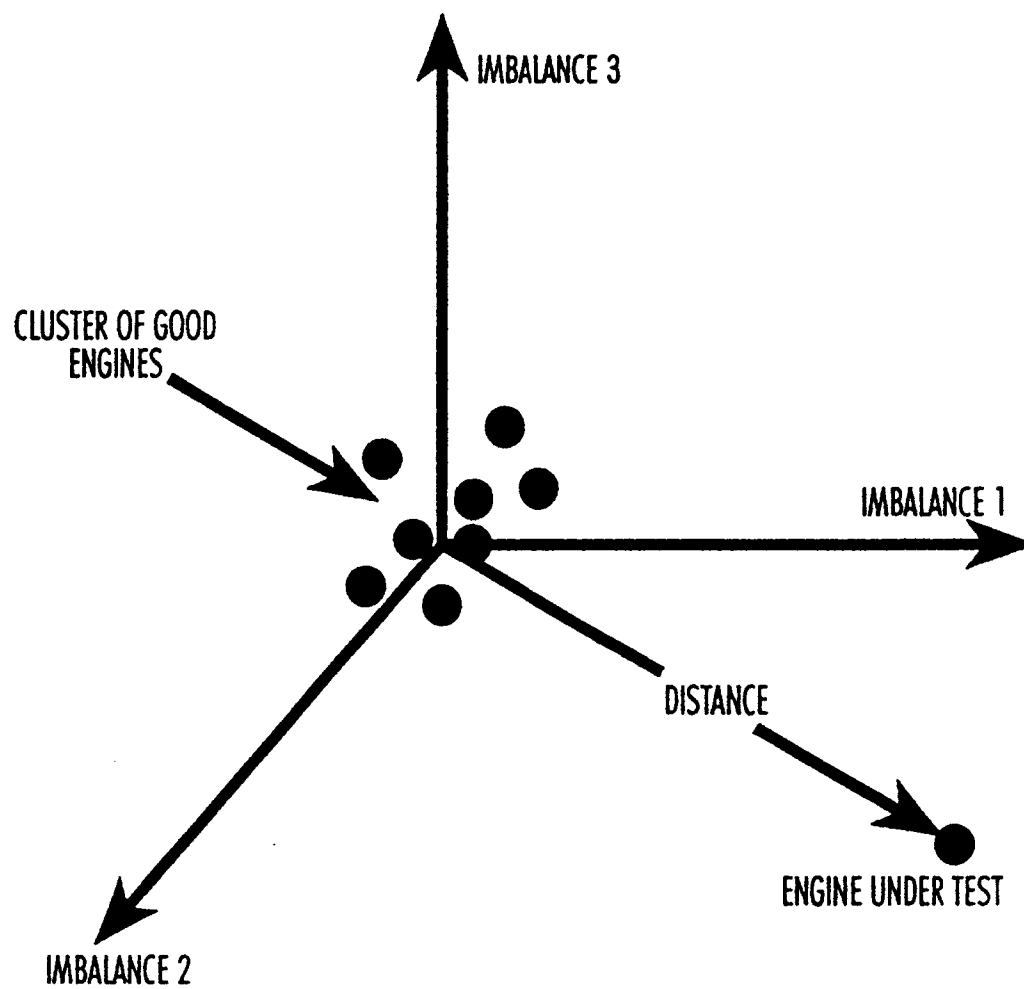 IMBALANCE 3
CLUSTER OF GOOD
ENGINES
IMBALANCE 1
DISTANCE
ENGINE UNDER TEST
IMBALANCE 2